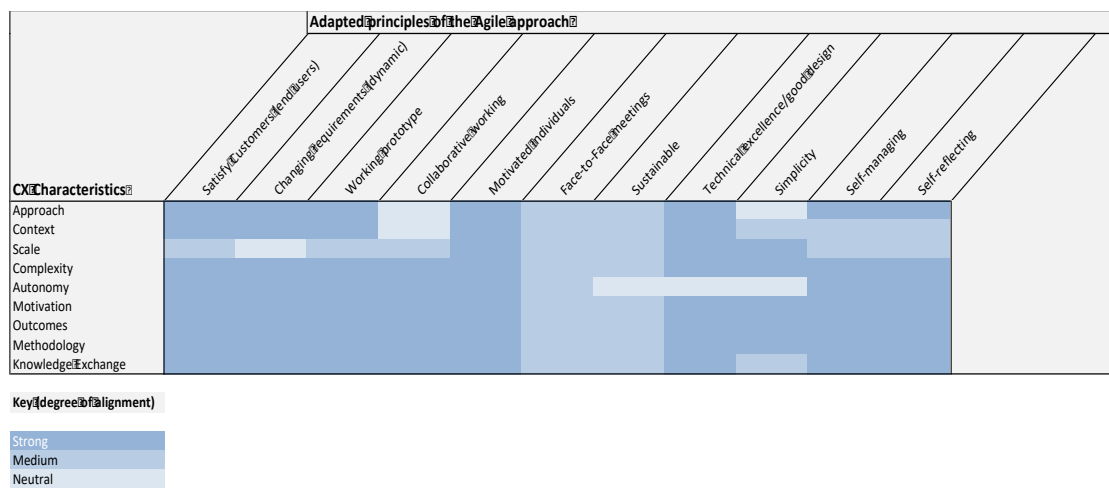 Adapted principles of the Agile approach
Satisfy Customers (end users)
Changing requirements (dynamic)
Working prototype
Collaborative working
Motivated Individuals
Face-to-Face meetings
Sustainable
Technical excellence/good design
Simplicity
Self-managing
Self-reflecting
CX Characteristics
Approach
Context
Scale
Complexity
Autonomy
Motivation
Outcomes
Methodology
Knowledge Exchange
Key (degree of alignment)
Strong
Medium
Neutral